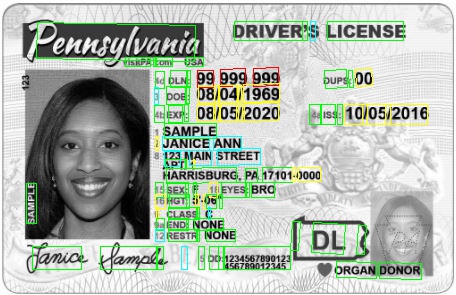 Pennsylvania DRIVER'S LICENSE
visitPA.com USA
123
4d DLN: 99 999 999 DUPS: 00
3 DOB: 08/04/1969
4b EXP: 08/05/2020 4a ISS: 10/05/2016
1 SAMPLE
2 JANICE ANN
8 123 MAIN STREET
APT. 1
HARRISBURG, PA 17101-0000
15 SEX: F 18 EYES: BRO
16 HGT: 5'-06"
9 CLASS: C
9a END: NONE
12 RESTR: NONE
SAMPLE
Janice Sample
5 DD: 1234567890123
456789012345
DL
ORGAN DONOR